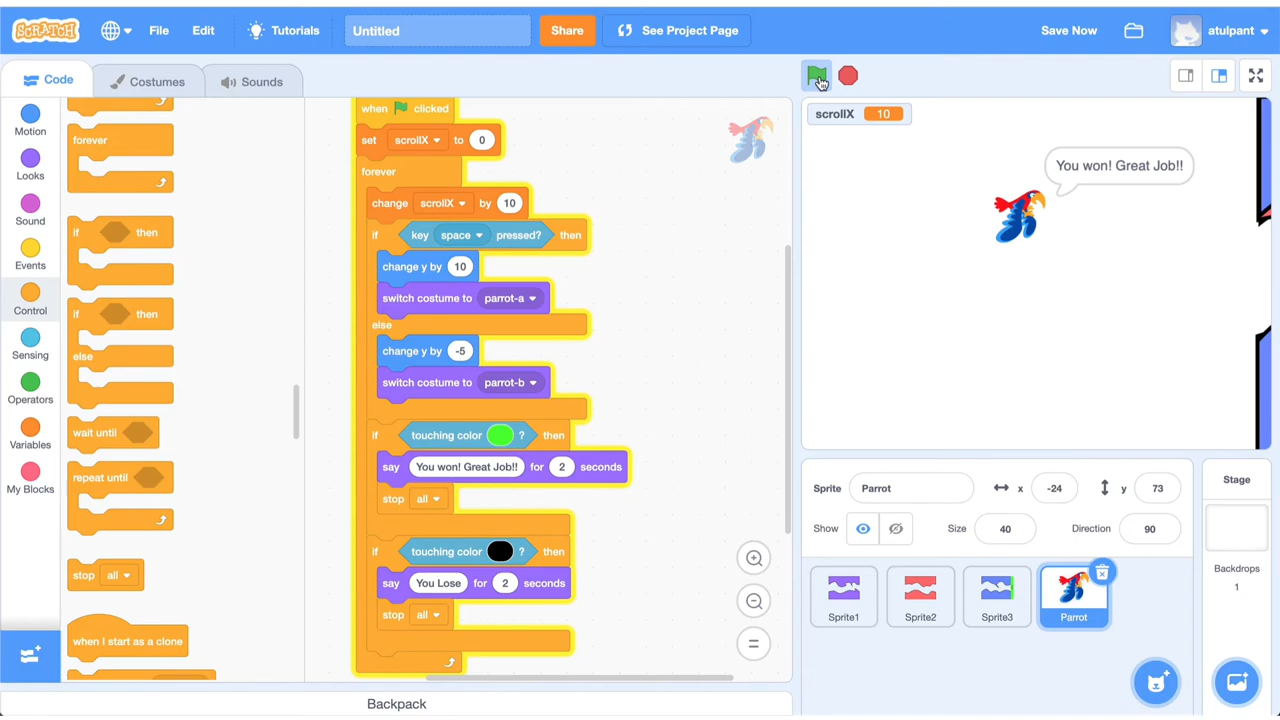 SCRATCH
File
Edit
Tutorials
Untitled
Share
See Project Page
Save Now
atulpant
Code
Costumes
Sounds
Motion
Looks
Sound
Events
Control
Sensing
Operators
Variables
My Blocks
forever
if then
if then
else
wait until
repeat until
stop all
when I start as a clone
when clicked
set scrollX to 0
forever
change scrollX by 10
if key space pressed? then
change y by 10
switch costume to parrot-a
else
change y by -5
switch costume to parrot-b
if touching color ? then
say You won! Great Job!! for 2 seconds
stop all
if touching color ? then
say You Lose for 2 seconds
stop all
Backpack
scrollX 10
You won! Great Job!!
Sprite Parrot x -24 y 73
Show Size 40 Direction 90
Sprite1
Sprite2
Sprite3
Parrot
Stage
Backdrops
1